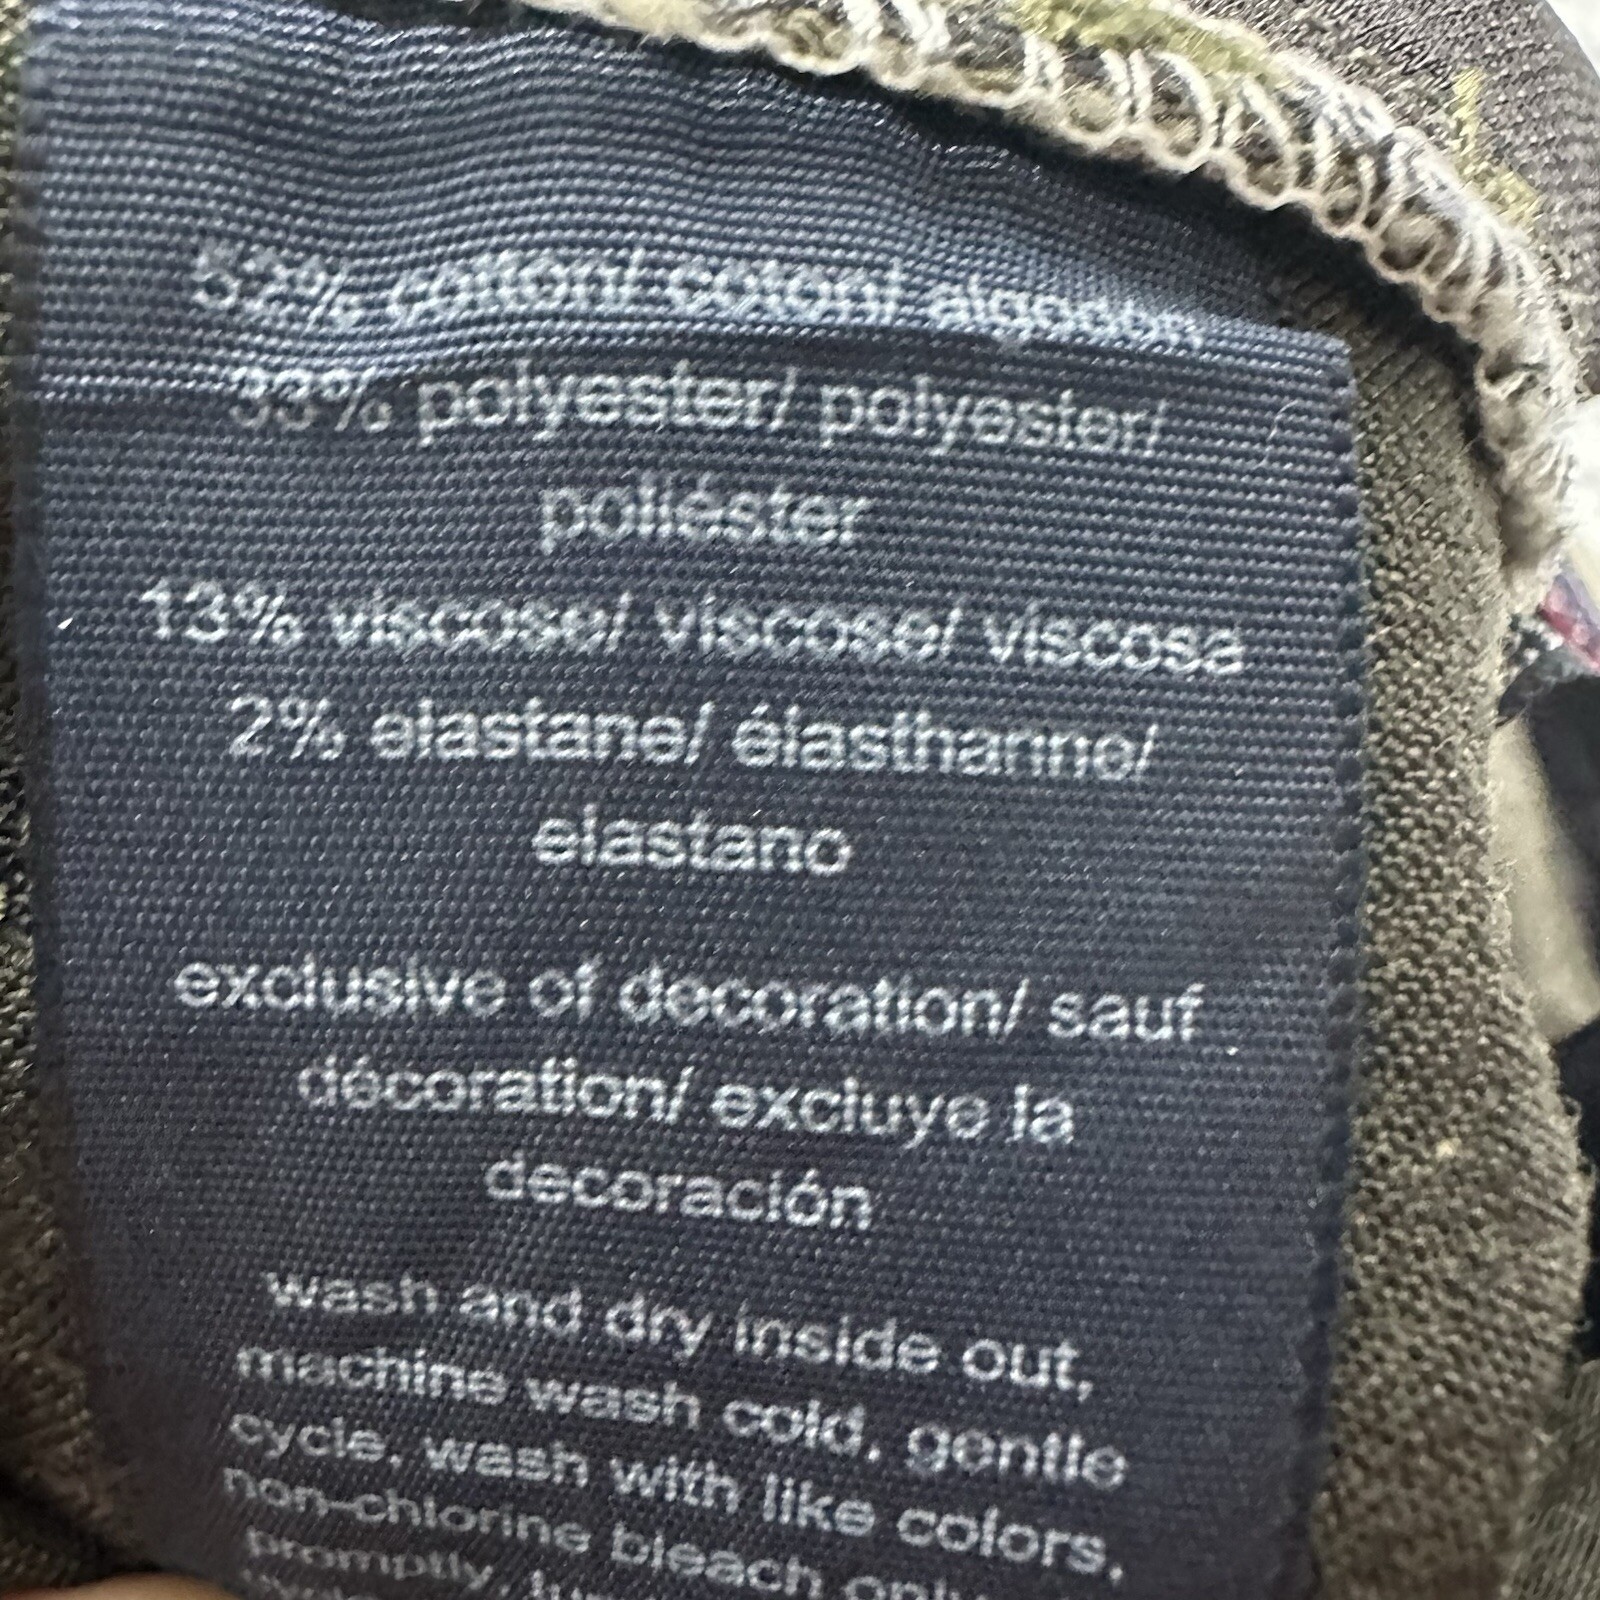 52% cotton/ coton/ algodón
33% polyester/ polyester/
poliéster
13% viscose/ viscose/ viscosa
2% elastane/ élasthanne/
elastano
exclusive of decoration/ sauf
décoration/ excluye la
decoración
wash and dry inside out,
machine wash cold, gentle
cycle, wash with like colors,
non-chlorine bleach only
promptly,